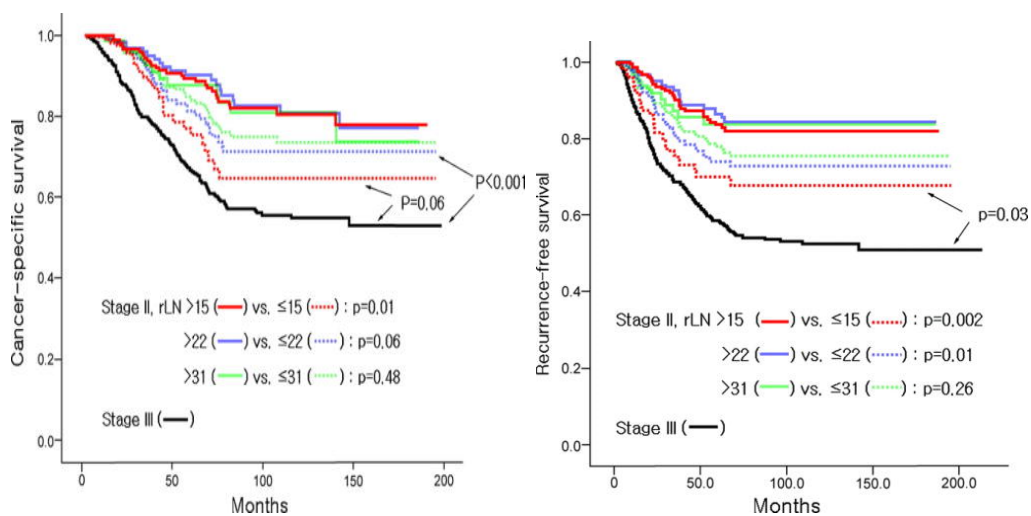 Cancer-specific survival
1.0
0.8
0.6
0.4
0.8
0.0
P<0.001
P=0.06
Stage II, rLN >15 ( ) vs. ≤15 ( ) : p=0.01
>22 ( ) vs. ≤22 ( ) : p=0.06
>31 ( ) vs. ≤31 ( ) : p=0.48
Stage III ( )
0 50 100 150 200
Months
Recurrence-free survival
1.0
0.8
0.6
0.4
0.8
0.0
p=0.03
Stage II, rLN >15 ( ) vs. ≤15 ( ) : p=0.002
>22 ( ) vs. ≤22 ( ) : p=0.01
>31 ( ) vs. ≤31 ( ) : p=0.26
Stage III ( )
0 50.0 100.0 150.0 200.0
Months